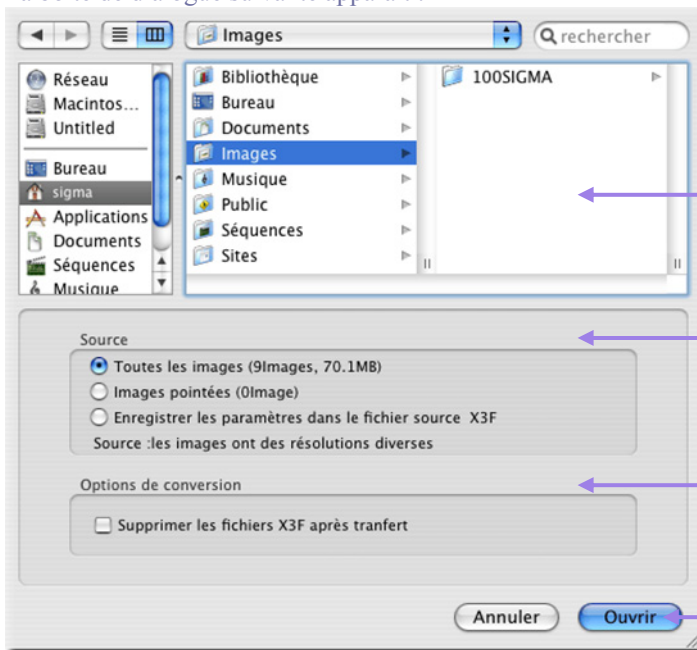 Images
rechercher
Réseau
Macintos...
Untitled
Bureau
sigma
Applications
Documents
Séquences
Musique
Bibliothèque
Bureau
Documents
Images
Musique
Public
Séquences
Sites
100SIGMA
Source
Toutes les images (9Images, 70.1MB)
Images pointées (0Image)
Enregistrer les paramètres dans le fichier source X3F
Source :les images ont des résolutions diverses
Options de conversion
Supprimer les fichiers X3F après tranfert
Annuler
Ouvrir